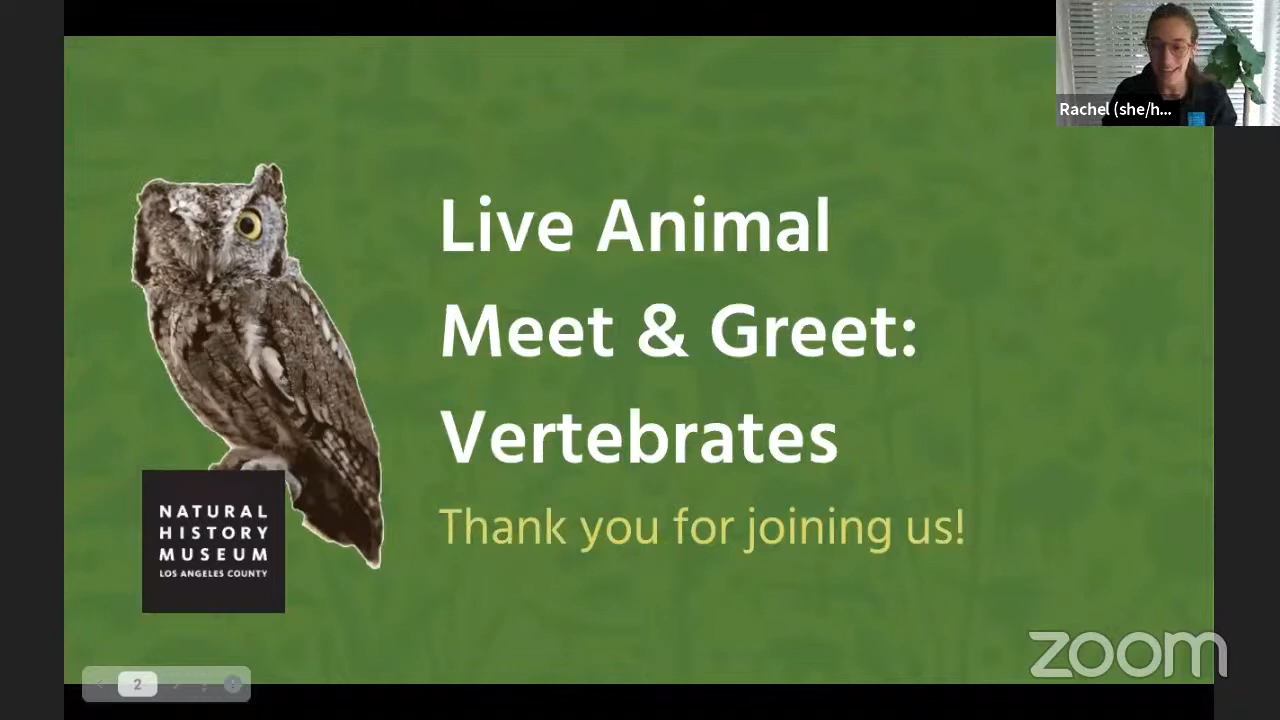 Rachel (she/h...
Live Animal
Meet & Greet:
Vertebrates
Thank you for joining us!
NATURAL
HISTORY
MUSEUM
LOS ANGELES COUNTY
zoom
2